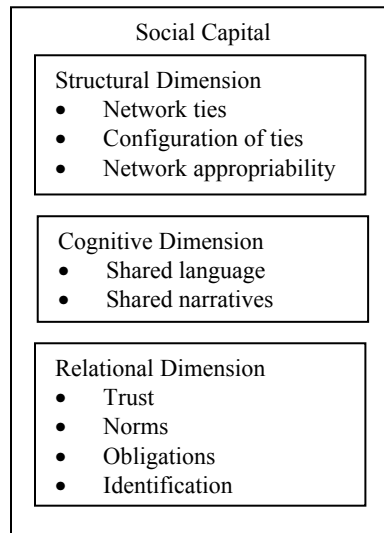 Social Capital
Structural Dimension
• Network ties
• Configuration of ties
• Network appropriability
Cognitive Dimension
• Shared language
• Shared narratives
Relational Dimension
• Trust
• Norms
• Obligations
• Identification